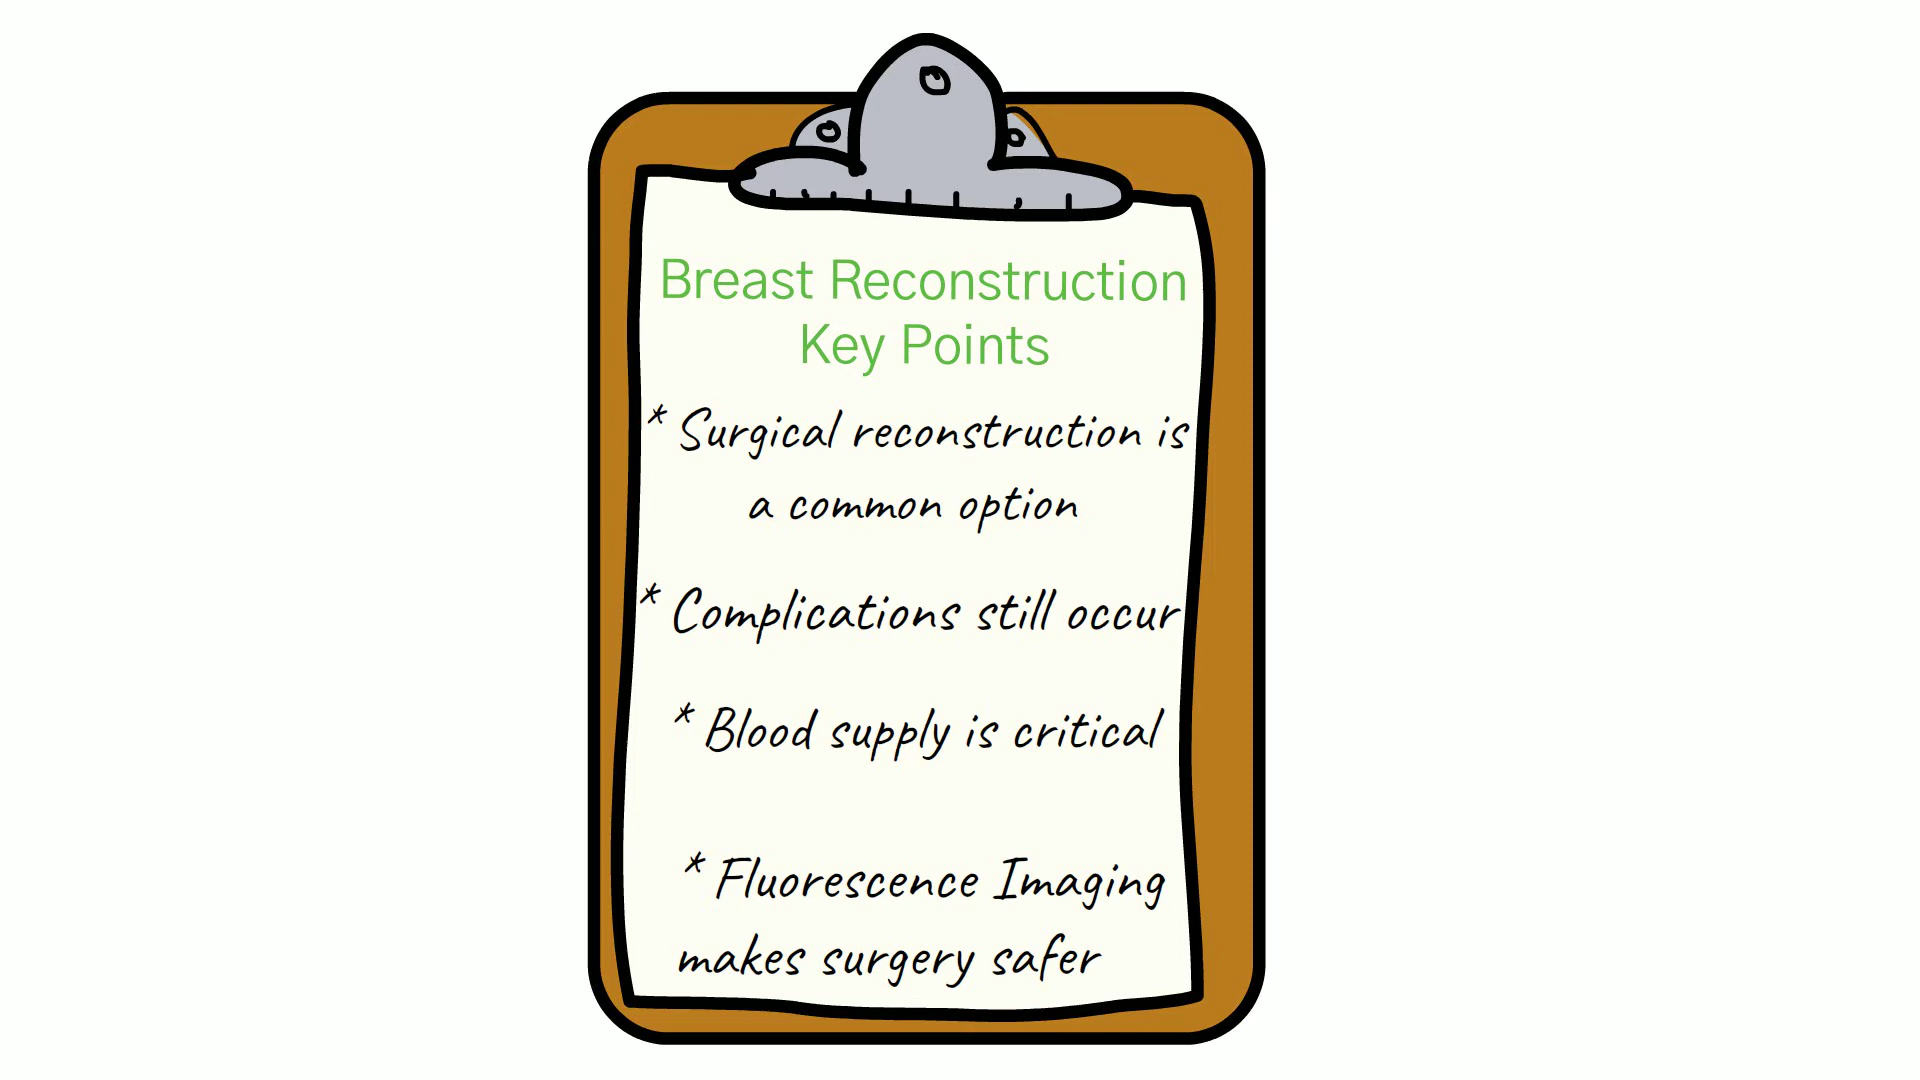 Breast Reconstruction
Key Points
* Surgical reconstruction is
a common option
* Complications still occur
* Blood supply is critical
* Fluorescence Imaging
makes surgery safer